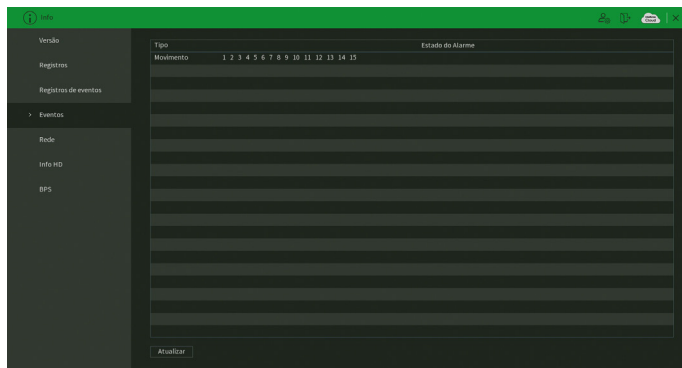 Info
Versão
Registros
Registros de eventos
> Eventos
Rede
Info HD
BPS
Tipo Estado do Alarme
Movimento 1 2 3 4 5 6 7 8 9 10 11 12 13 14 15
Atualizar